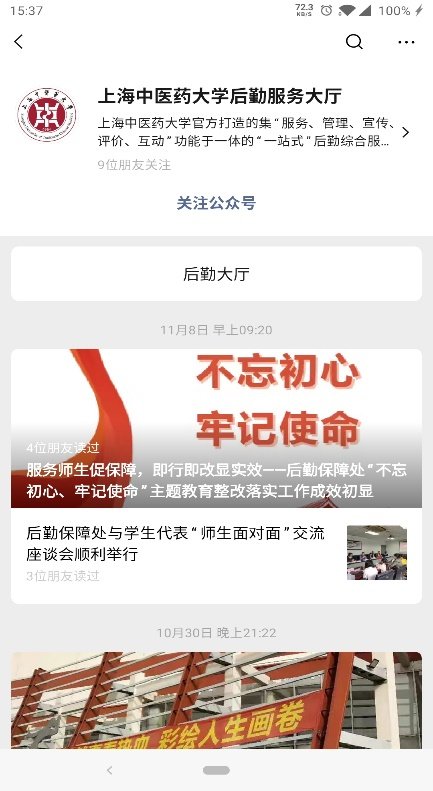 15:37
72.3
KB/S
100%
上海中医药大学后勤服务大厅
上海中医药大学官方打造的集“服务、管理、宣传、
评价、互动”功能于一体的“一站式”后勤综合服...
9位朋友关注
关注公众号
后勤大厅
11月8日 早上09:20
不忘初心
牢记使命
4位朋友读过
服务师生促保障，即行即改显实效——后勤保障处“不忘
初心、牢记使命”主题教育整改落实工作成效初显
后勤保障处与学生代表“师生面对面”交流
座谈会顺利举行
3位朋友读过
10月30日 晚上21:22
彩绘人生画卷